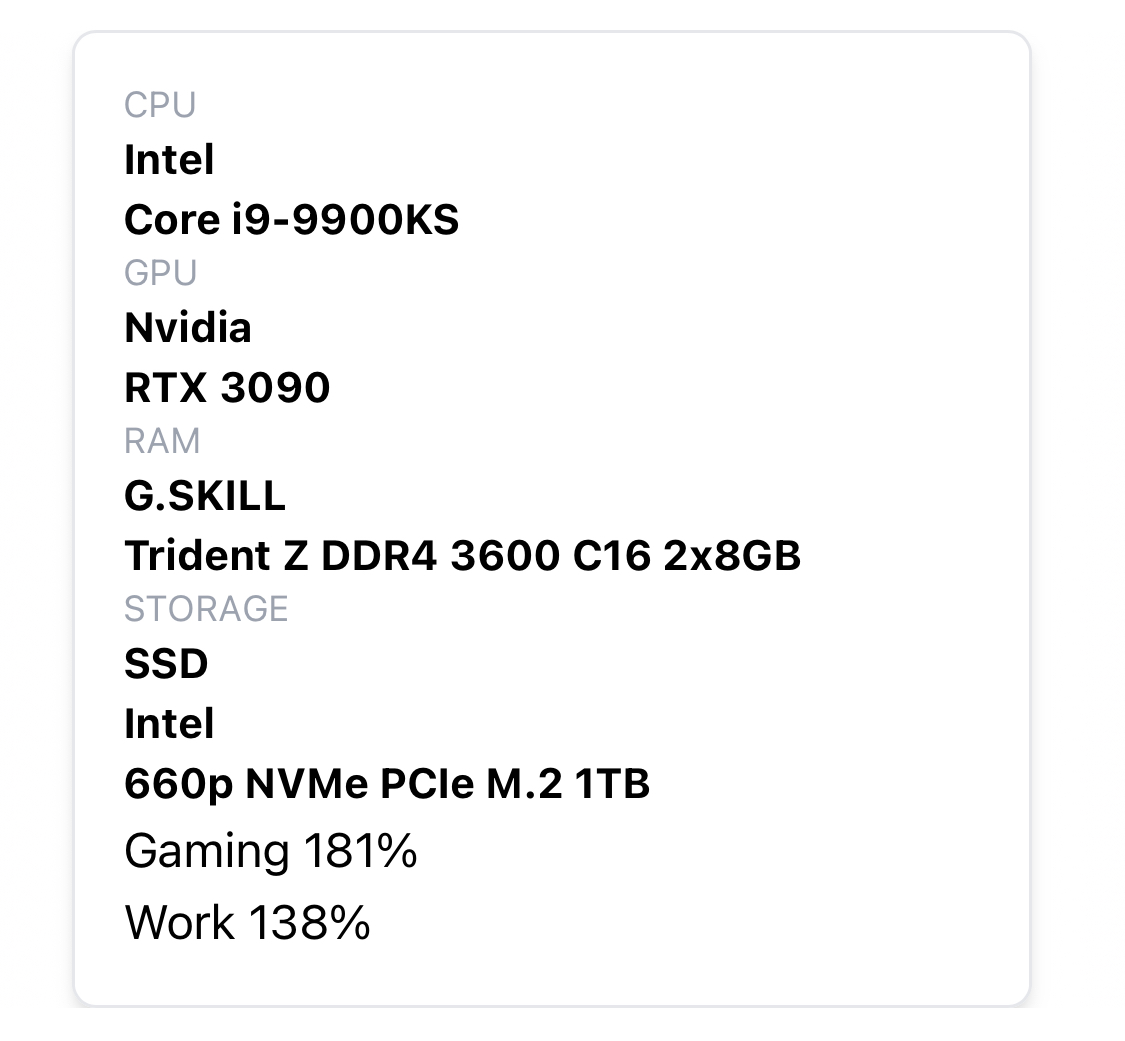 CPU
Intel
Core i9-9900KS
GPU
Nvidia
RTX 3090
RAM
G.SKILL
Trident Z DDR4 3600 C16 2x8GB
STORAGE
SSD
Intel
660p NVMe PCIe M.2 1TB
Gaming 181%
Work 138%